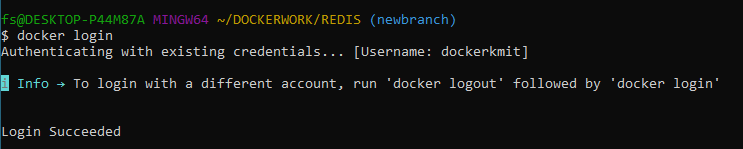 fs@DESKTOP-P44M87A MINGW64 ~/DOCKERWORK/REDIS (newbranch)
$ docker login
Authenticating with existing credentials... [Username: dockerkmit]
i Info → To login with a different account, run 'docker logout' followed by 'docker login'
Login Succeeded